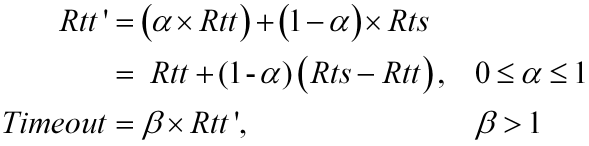 Rtt' = (α × Rtt) + (1 − α) × Rts
= Rtt + (1 - α)(Rts − Rtt), 0 ≤ α ≤ 1
Timeout = β × Rtt', β > 1